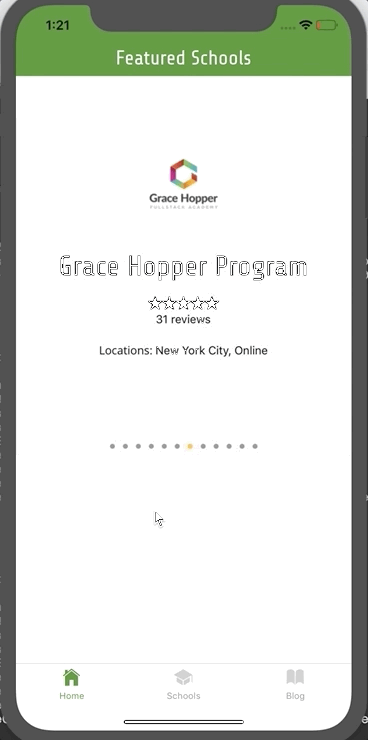 1:21
Featured Schools
Grace Hopper
FULLSTACK ACADEMY
Grace Hopper Program
31 reviews
Locations: New York City, Online
Home
Schools
Blog